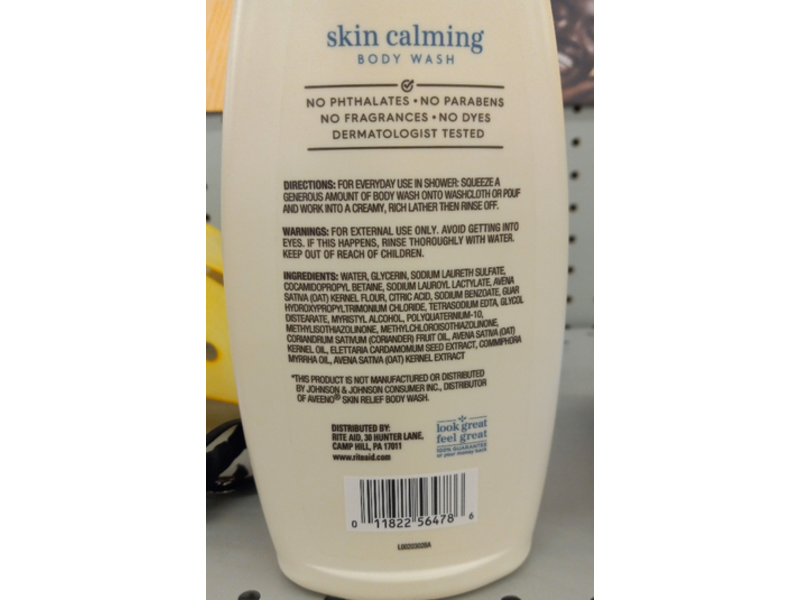 skin calming
BODY WASH
NO PHTHALATES • NO PARABENS
NO FRAGRANCES • NO DYES
DERMATOLOGIST TESTED
DIRECTIONS: FOR EVERYDAY USE IN SHOWER: SQUEEZE A
GENEROUS AMOUNT OF BODY WASH ONTO WASHCLOTH OR POUF
AND WORK INTO A CREAMY, RICH LATHER THEN RINSE OFF.
WARNINGS: FOR EXTERNAL USE ONLY. AVOID GETTING INTO
EYES. IF THIS HAPPENS, RINSE THOROUGHLY WITH WATER.
KEEP OUT OF REACH OF CHILDREN.
INGREDIENTS: WATER, GLYCERIN, SODIUM LAURETH SULFATE,
COCAMIDOPROPYL BETAINE, SODIUM LAUROYL LACTYLATE, AVENA
SATIVA (OAT) KERNEL FLOUR, CITRIC ACID, SODIUM BENZOATE, GUAR
HYDROXYPROPYLTRIMONIUM CHLORIDE, TETRASODIUM EDTA, GLYCOL
DISTEARATE, MYRISTYL ALCOHOL, POLYQUATERNIUM-10,
METHYLISOTHIAZOLINONE, METHYLCHLOROISOTHIAZOLINONE,
CORIANDRUM SATIVUM (CORIANDER) FRUIT OIL, AVENA SATIVA (OAT)
KERNEL OIL, ELETTARIA CARDAMOMUM SEED EXTRACT, COMMIPHORA
MYRRHA OIL, AVENA SATIVA (OAT) KERNEL EXTRACT
*THIS PRODUCT IS NOT MANUFACTURED OR DISTRIBUTED
BY JOHNSON & JOHNSON CONSUMER INC., DISTRIBUTOR
OF AVEENO® SKIN RELIEF BODY WASH.
DISTRIBUTED BY:
RITE AID, 30 HUNTER LANE,
CAMP HILL, PA 17011
www.riteaid.com
look great
feel great
100% GUARANTEE
or your money back
0 11822 56478 6